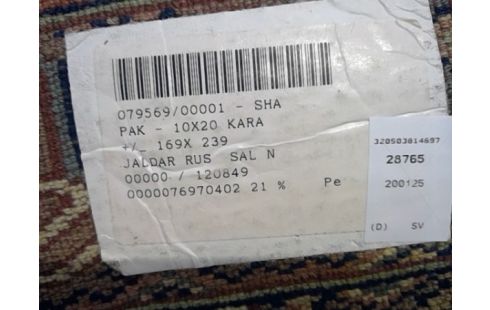 079569/00001 - SHA
PAK - 10X20 KARA
+/_ 169X 239
JALDAR RUS SAL N
00000 / 120849
0000076970402 21 % Pe
320503814697
28765
200125
(D) SV